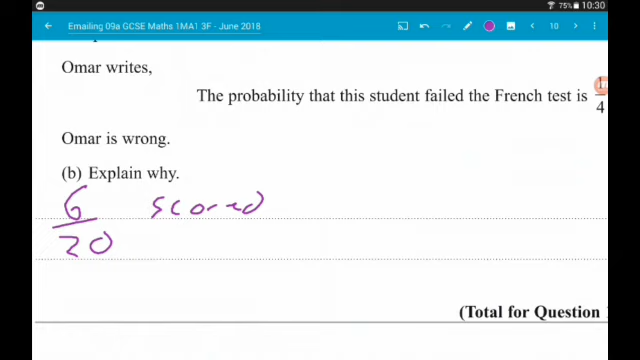 75% 10:30
Emailing 09a GCSE Maths 1MA1 3F - June 2018
10
Omar writes,
The probability that this student failed the French test is 1/4
Omar is wrong.
(b) Explain why.
6/20 scored
(Total for Question